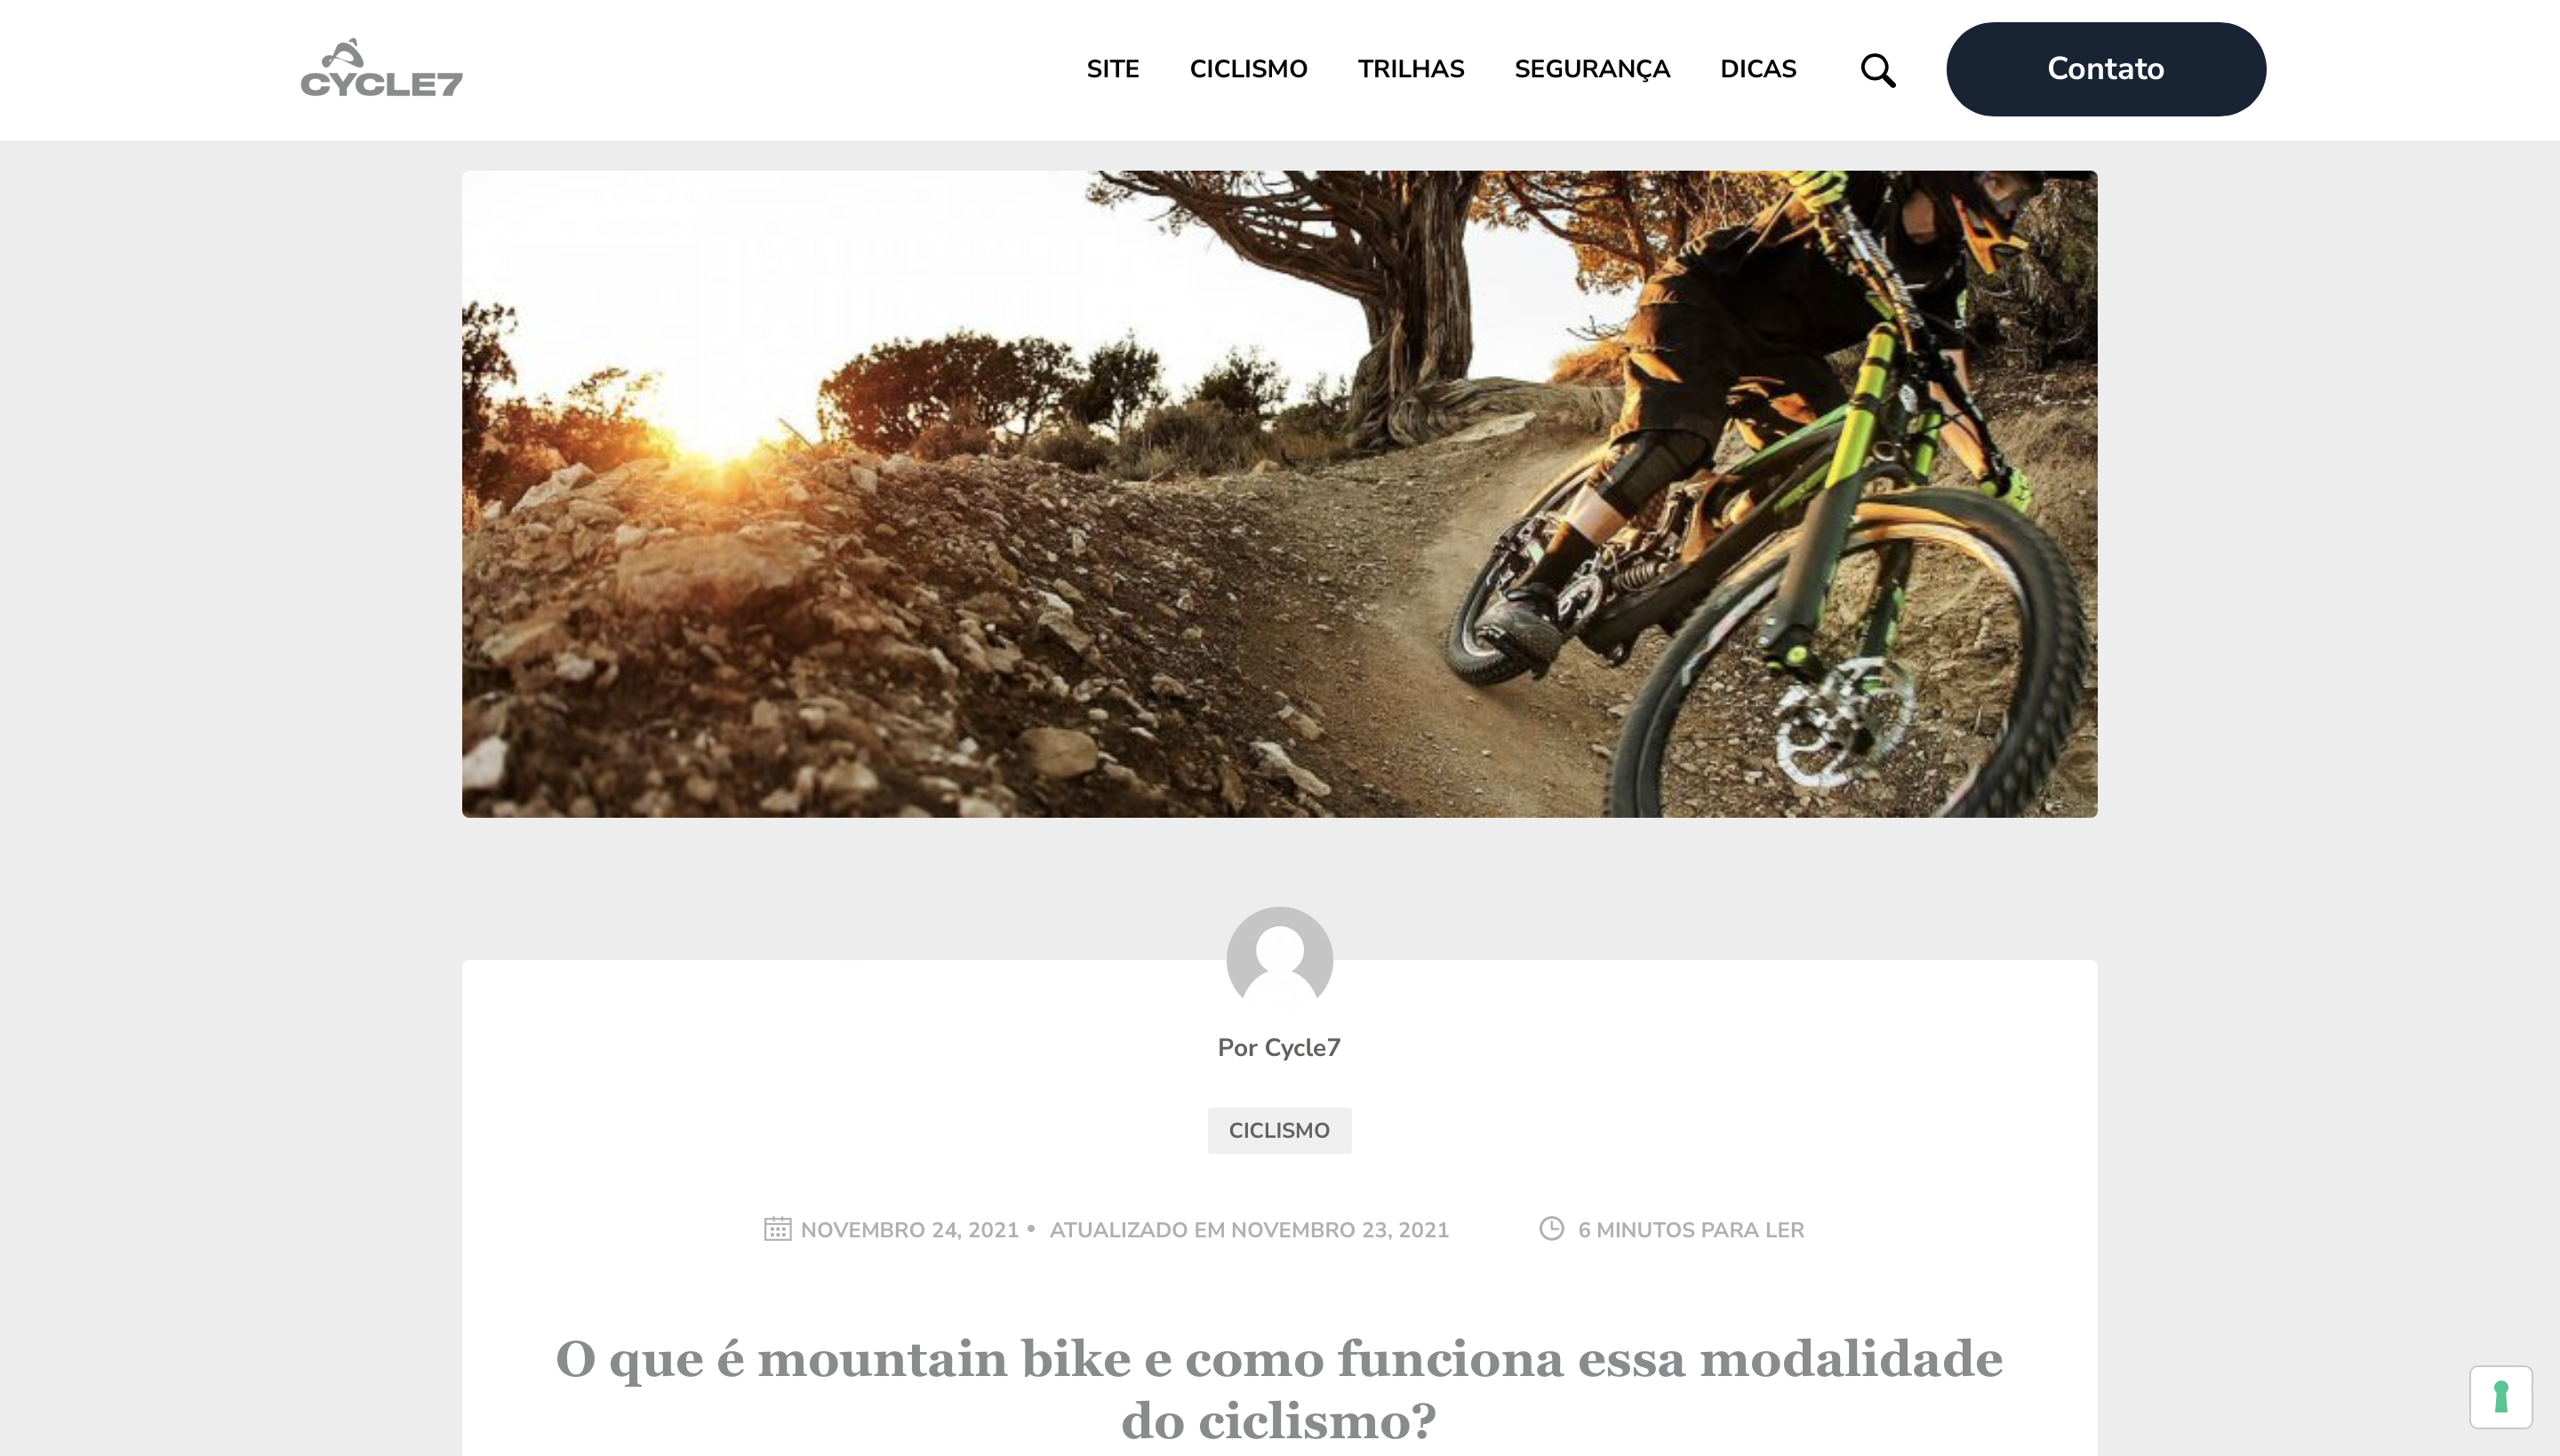 CYCLE7
SITE CICLISMO TRILHAS SEGURANÇA DICAS Contato
Por Cycle7
CICLISMO
NOVEMBRO 24, 2021 • ATUALIZADO EM NOVEMBRO 23, 2021 6 MINUTOS PARA LER
O que é mountain bike e como funciona essa modalidade
do ciclismo?